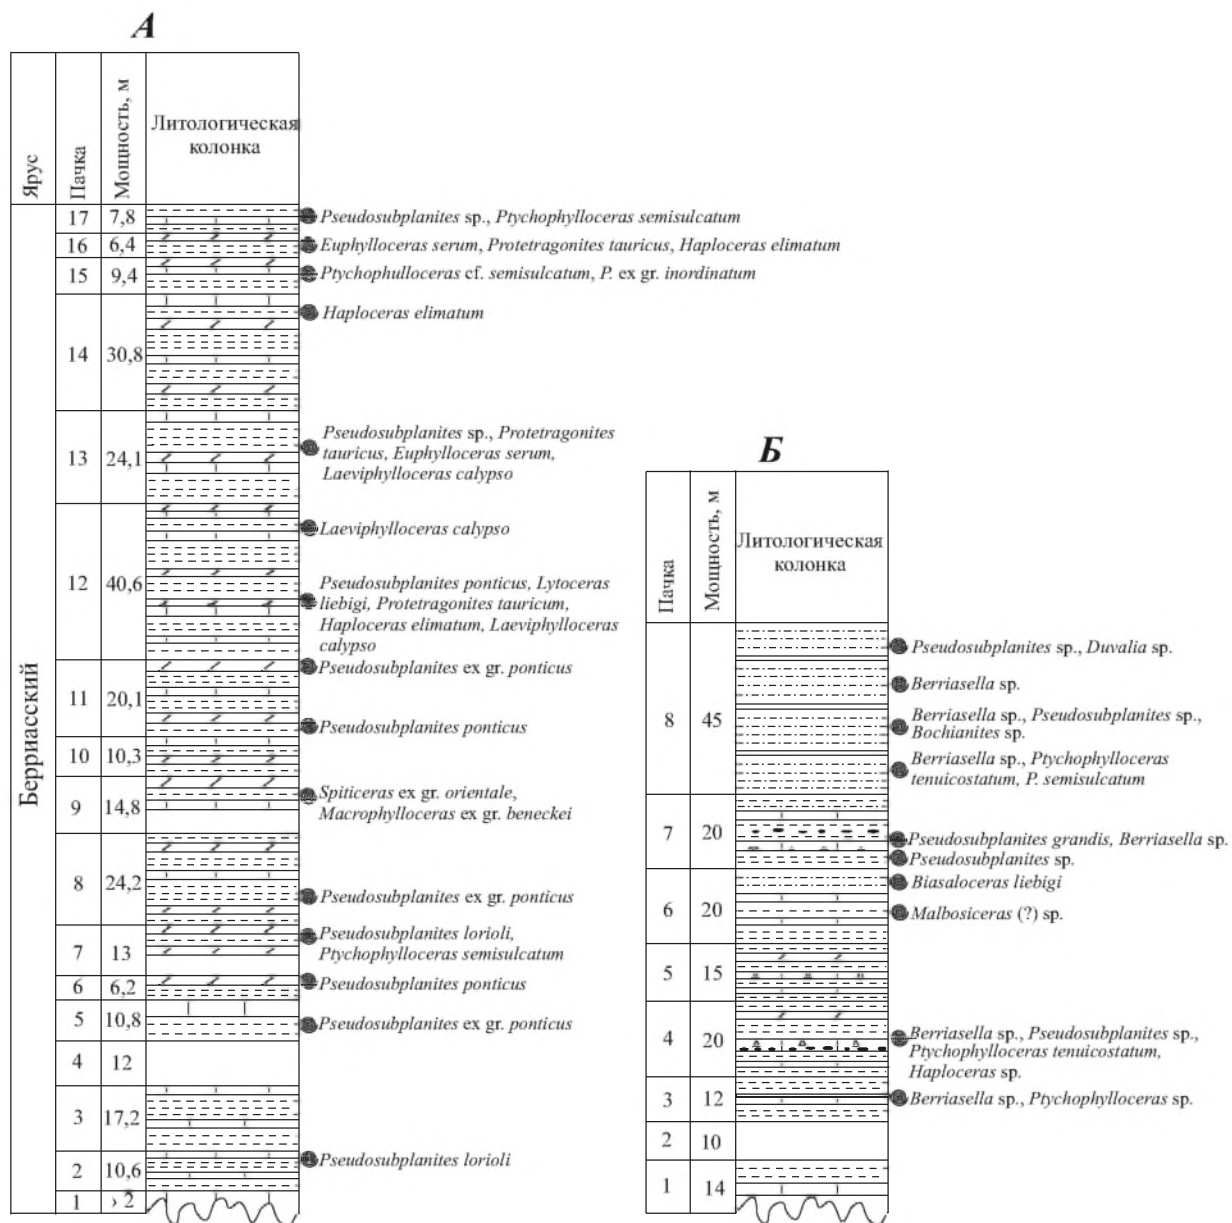 А
Ярус
Пачка
Мощность, м
Литологическая
колонка
Берриасский
17 7,8
Pseudosubplanites sp., Ptychophylloceras semisulcatum
16 6,4
Euphylloceras serum, Protetragonites tauricus, Haploceras elimatum
15 9,4
Ptychophulloceras cf. semisulcatum, P. ex gr. inordinatum
14 30,8
Haploceras elimatum
13 24,1
Pseudosubplanites sp., Protetragonites
tauricus, Euphylloceras serum,
Laeviphylloceras calypso
12 40,6
Laeviphylloceras calypso
Pseudosubplanites ponticus, Lytoceras
liebigi, Protetragonites tauricum,
Haploceras elimatum, Laeviphylloceras
calypso
11 20,1
Pseudosubplanites ex gr. ponticus
Pseudosubplanites ponticus
10 10,3
9 14,8
Spiticeras ex gr. orientale,
Macrophylloceras ex gr. beneckei
8 24,2
Pseudosubplanites ex gr. ponticus
7 13
Pseudosubplanites lorioli,
Ptychophylloceras semisulcatum
6 6,2
Pseudosubplanites ponticus
5 10,8
Pseudosubplanites ex gr. ponticus
4 12
3 17,2
2 10,6
Pseudosubplanites lorioli
1 › 2
Б
Пачка
Мощность, м
Литологическая
колонка
8 45
Pseudosubplanites sp., Duvalia sp.
Berriasella sp.
Berriasella sp., Pseudosubplanites sp.,
Bochianites sp.
Berriasella sp., Ptychophylloceras
tenuicostatum, P. semisulcatum
7 20
Pseudosubplanites grandis, Berriasella sp.
Pseudosubplanites sp.
6 20
Biasaloceras liebigi
Malbosiceras (?) sp.
5 15
4 20
Berriasella sp., Pseudosubplanites sp.,
Ptychophylloceras tenuicostatum,
Haploceras sp.
3 12
Berriasella sp., Ptychophylloceras sp.
2 10
1 14